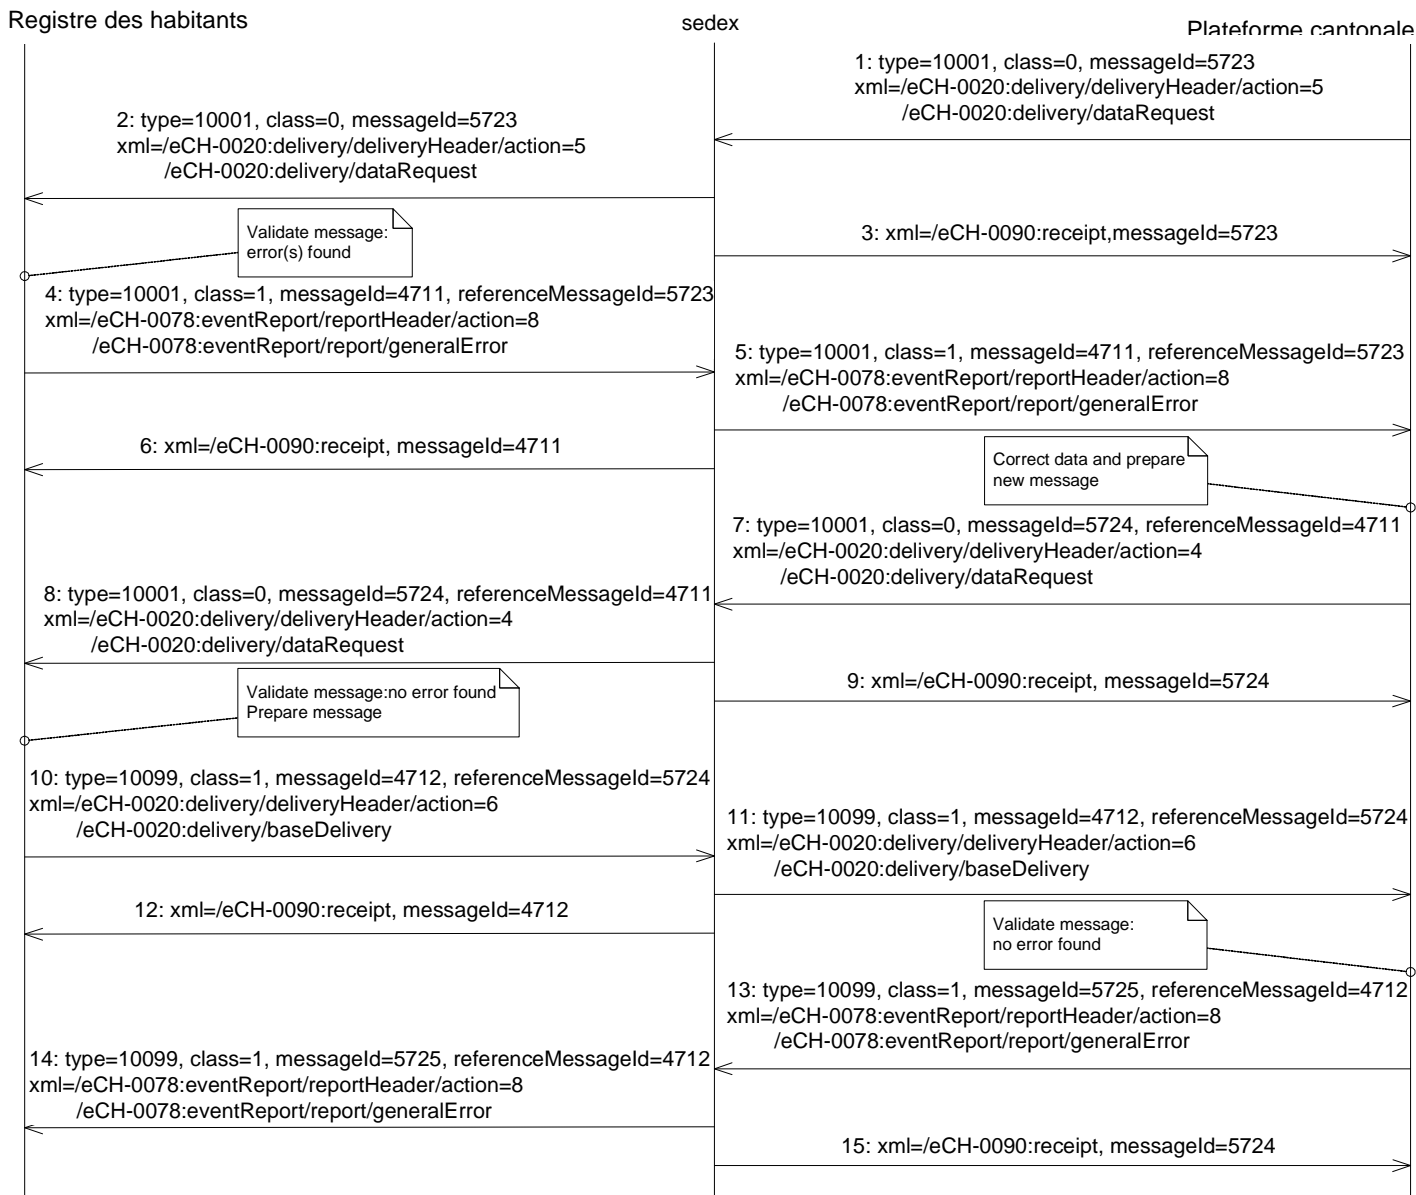 Registre des habitants
sedex
Plateforme cantonale
1: type=10001, class=0, messageId=5723
xml=/eCH-0020:delivery/deliveryHeader/action=5
/eCH-0020:delivery/dataRequest
2: type=10001, class=0, messageId=5723
xml=/eCH-0020:delivery/deliveryHeader/action=5
/eCH-0020:delivery/dataRequest
Validate message:
error(s) found
3: xml=/eCH-0090:receipt,messageId=5723
4: type=10001, class=1, messageId=4711, referenceMessageId=5723
xml=/eCH-0078:eventReport/reportHeader/action=8
/eCH-0078:eventReport/report/generalError
5: type=10001, class=1, messageId=4711, referenceMessageId=5723
xml=/eCH-0078:eventReport/reportHeader/action=8
/eCH-0078:eventReport/report/generalError
6: xml=/eCH-0090:receipt, messageId=4711
Correct data and prepare
new message
7: type=10001, class=0, messageId=5724, referenceMessageId=4711
xml=/eCH-0020:delivery/deliveryHeader/action=4
/eCH-0020:delivery/dataRequest
8: type=10001, class=0, messageId=5724, referenceMessageId=4711
xml=/eCH-0020:delivery/deliveryHeader/action=4
/eCH-0020:delivery/dataRequest
9: xml=/eCH-0090:receipt, messageId=5724
Validate message:no error found
Prepare message
10: type=10099, class=1, messageId=4712, referenceMessageId=5724
xml=/eCH-0020:delivery/deliveryHeader/action=6
/eCH-0020:delivery/baseDelivery
11: type=10099, class=1, messageId=4712, referenceMessageId=5724
xml=/eCH-0020:delivery/deliveryHeader/action=6
/eCH-0020:delivery/baseDelivery
12: xml=/eCH-0090:receipt, messageId=4712
Validate message:
no error found
13: type=10099, class=1, messageId=5725, referenceMessageId=4712
xml=/eCH-0078:eventReport/reportHeader/action=8
/eCH-0078:eventReport/report/generalError
14: type=10099, class=1, messageId=5725, referenceMessageId=4712
xml=/eCH-0078:eventReport/reportHeader/action=8
/eCH-0078:eventReport/report/generalError
15: xml=/eCH-0090:receipt, messageId=5724